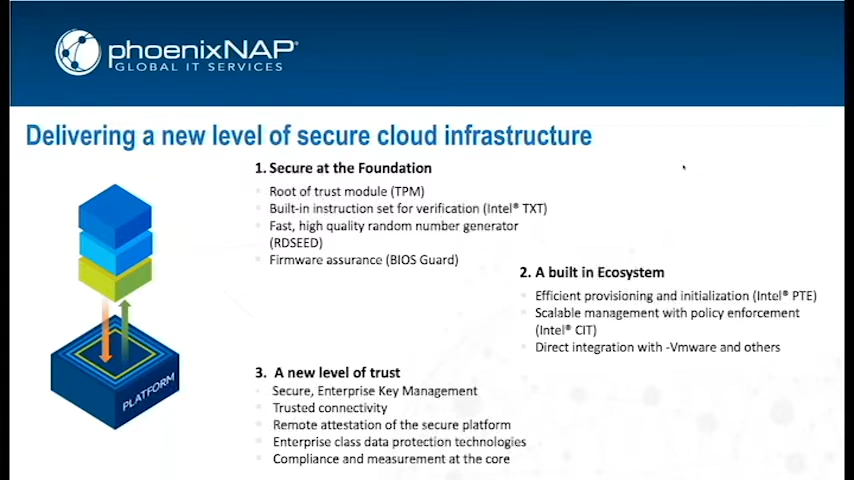 phoenixNAP®
GLOBAL IT SERVICES
Delivering a new level of secure cloud infrastructure
1. Secure at the Foundation
Root of trust module (TPM)
Built-in instruction set for verification (Intel® TXT)
Fast, high quality random number generator
(RDSEED)
Firmware assurance (BIOS Guard)
2. A built in Ecosystem
Efficient provisioning and initialization (Intel® PTE)
Scalable management with policy enforcement
(Intel® CIT)
Direct integration with -Vmware and others
PLATFORM
3. A new level of trust
Secure, Enterprise Key Management
Trusted connectivity
Remote attestation of the secure platform
Enterprise class data protection technologies
Compliance and measurement at the core